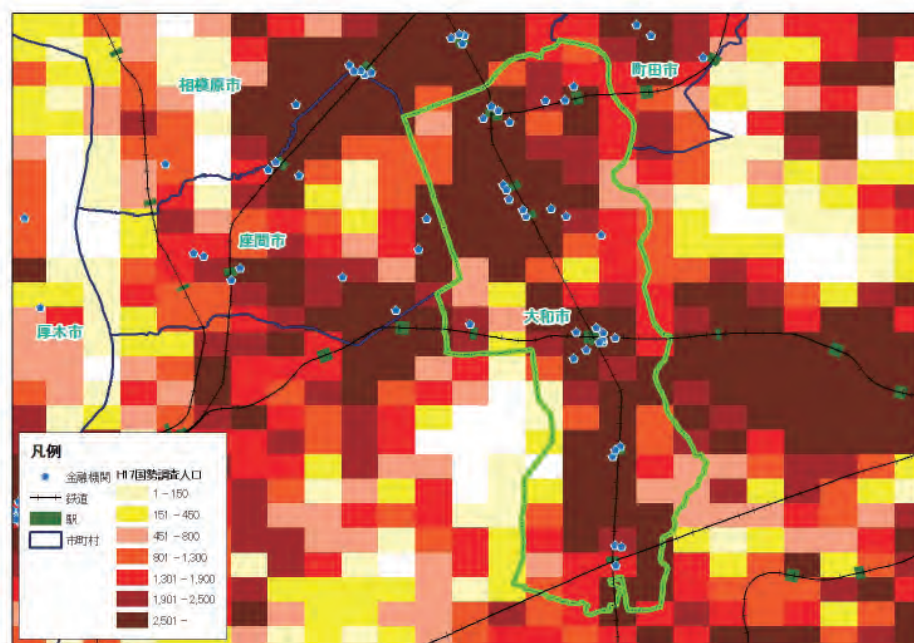 相模原市
町田市
座間市
厚木市
大和市
凡例
金融機関
鉄道
駅
市町村
H17国勢調査人口
1 - 150
151 - 450
451 - 800
801 - 1,300
1,301 - 1,900
1,901 - 2,500
2,501 -